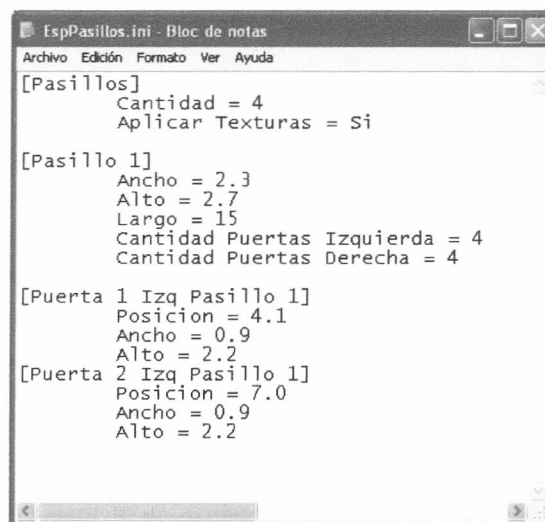 EspPasillos.ini - Bloc de notas
Archivo Edición Formato Ver Ayuda
[Pasillos]
Cantidad = 4
Aplicar Texturas = Si
[Pasillo 1]
Ancho = 2.3
Alto = 2.7
Largo = 15
Cantidad Puertas Izquierda = 4
Cantidad Puertas Derecha = 4
[Puerta 1 Izq Pasillo 1]
Posicion = 4.1
Ancho = 0.9
Alto = 2.2
[Puerta 2 Izq Pasillo 1]
Posicion = 7.0
Ancho = 0.9
Alto = 2.2